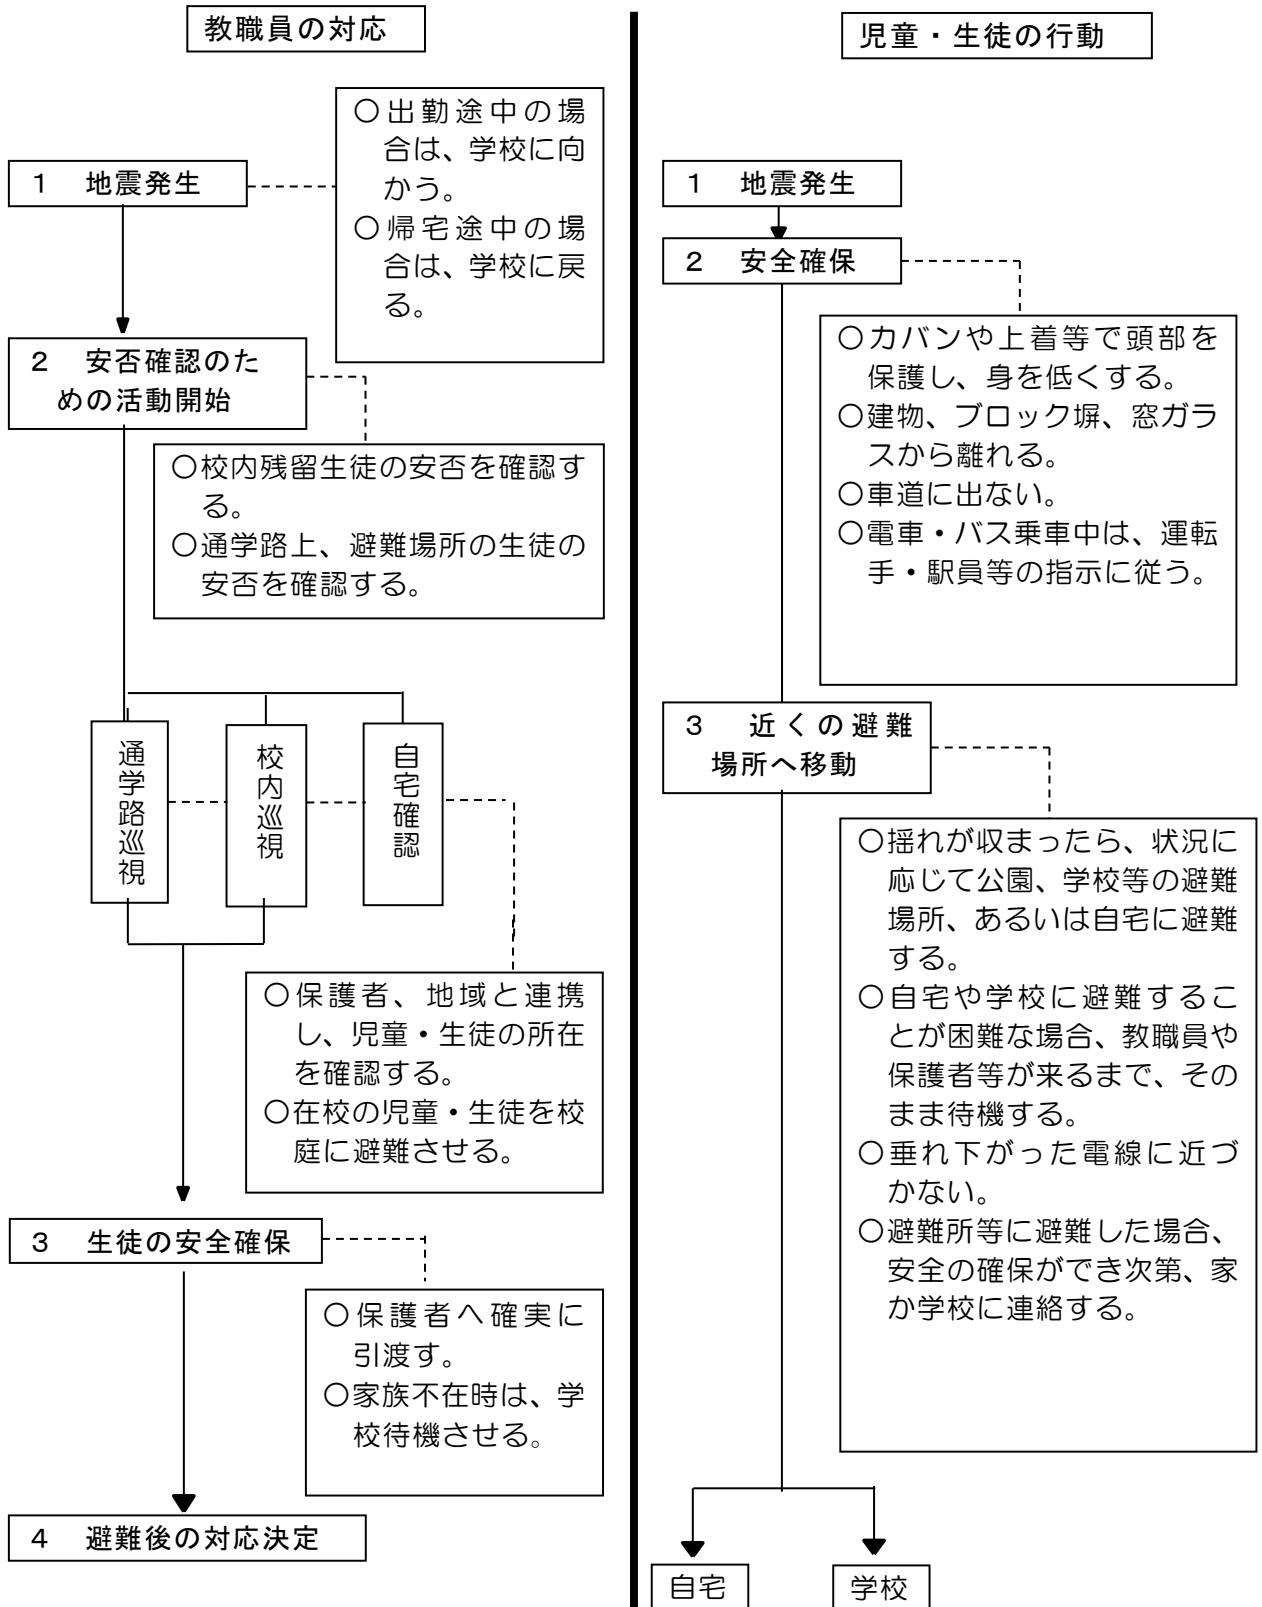 教職員の対応
○出勤途中の場
合は、学校に向
かう。
○帰宅途中の場
合は、学校に戻
る。
1 地震発生
2 安否確認のた
めの活動開始
○校内残留生徒の安否を確認す
る。
○通学路上、避難場所の生徒の
安否を確認する。
通学路巡視
校内巡視
自宅確認
○保護者、地域と連携
し、児童・生徒の所在
を確認する。
○在校の児童・生徒を校
庭に避難させる。
3 生徒の安全確保
○保護者へ確実に
引渡す。
○家族不在時は、学
校待機させる。
4 避難後の対応決定
児童・生徒の行動
1 地震発生
2 安全確保
○カバンや上着等で頭部を
保護し、身を低くする。
○建物、ブロック塀、窓ガラ
スから離れる。
○車道に出ない。
○電車・バス乗車中は、運転
手・駅員等の指示に従う。
3 近くの避難
場所へ移動
○揺れが収まったら、状況に
応じて公園、学校等の避難
場所、あるいは自宅に避難
する。
○自宅や学校に避難するこ
とが困難な場合、教職員や
保護者等が来るまで、その
まま待機する。
○垂れ下がった電線に近づ
かない。
○避難所等に避難した場合、
安全の確保ができ次第、家
か学校に連絡する。
自宅
学校